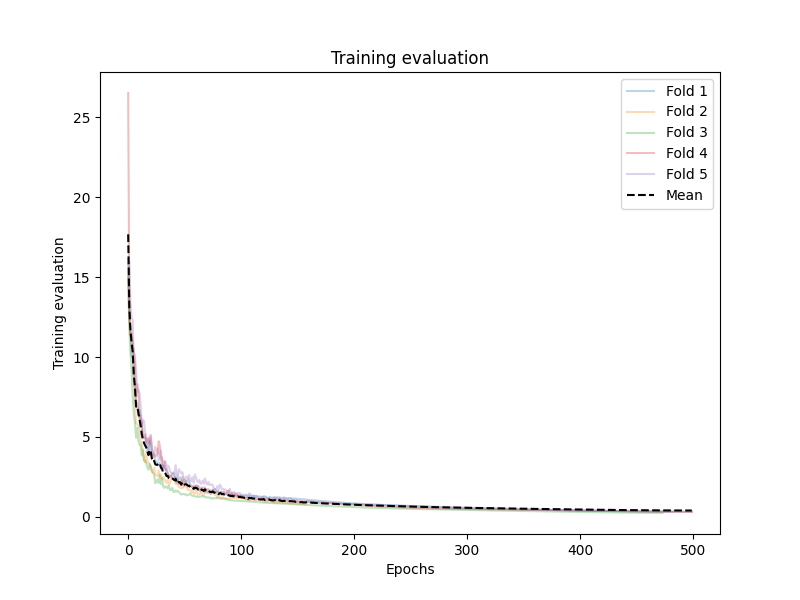 Training evaluation
Fold 1
Fold 2
Fold 3
Fold 4
Fold 5
Mean
Training evaluation
25
20
15
10
5
0
0 100 200 300 400 500
Epochs